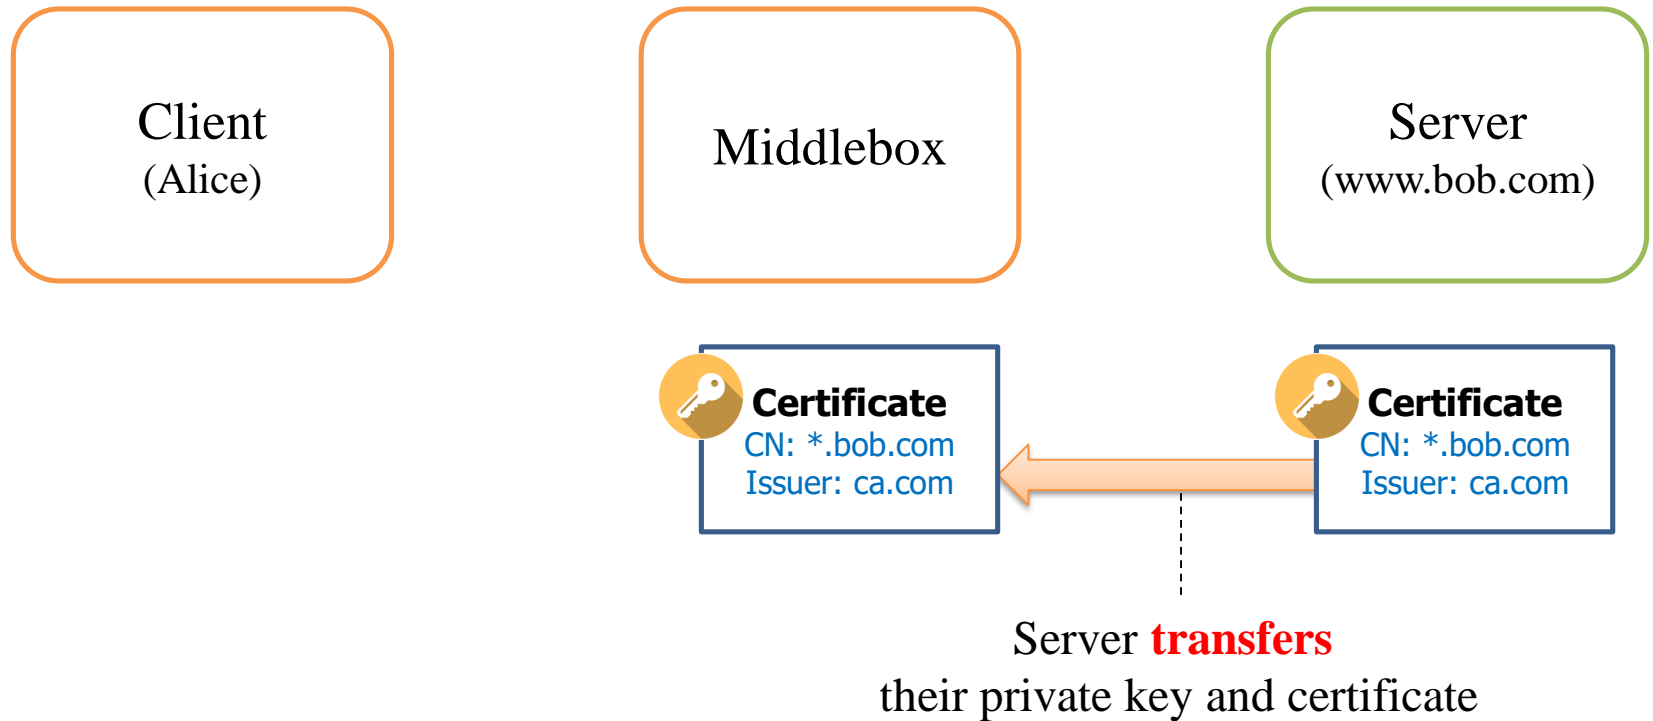 Client
(Alice)
Middlebox
Server
(www.bob.com)
Certificate
CN: *.bob.com
Issuer: ca.com
Certificate
CN: *.bob.com
Issuer: ca.com
Server transfers
their private key and certificate